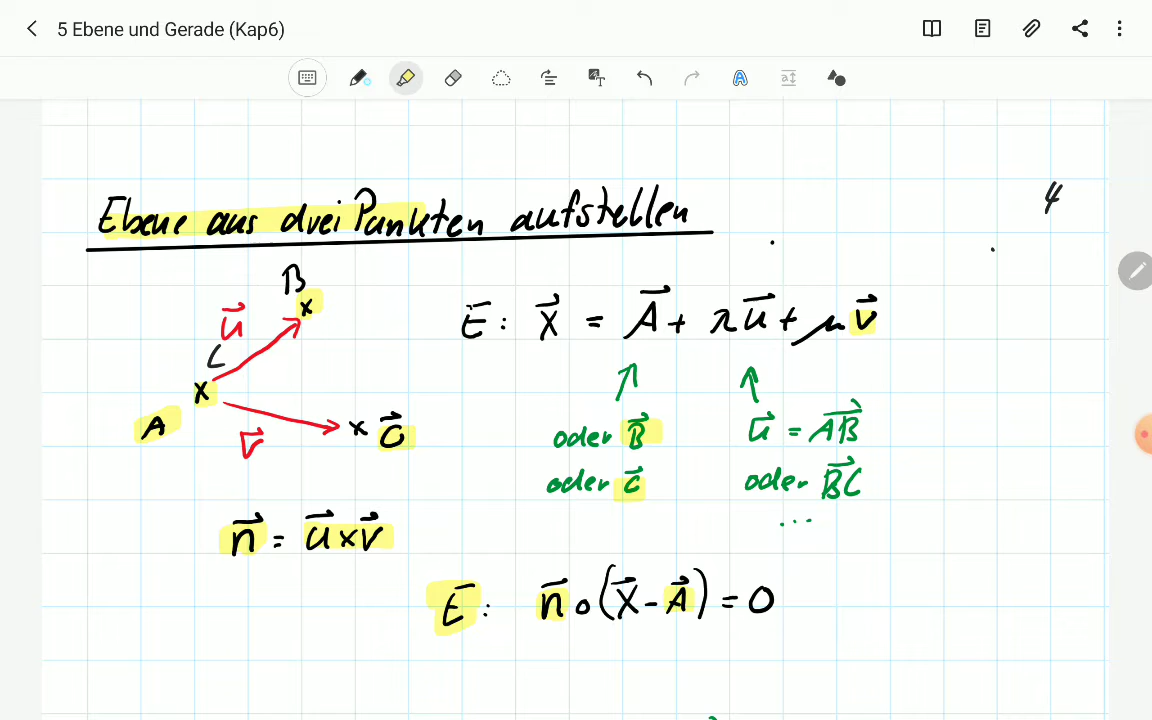 5 Ebene und Gerade (Kap6)
4
Ebene aus drei Punkten aufstellen
B
x
u⃗
E: X⃗ = A⃗ + λu⃗ + μv⃗
x
A
v⃗
x C⃗
oder B⃗
u⃗ = AB⃗
oder C⃗
oder BC⃗
...
n⃗ = u⃗ x v⃗
E: n⃗ ∘ (X⃗ - A⃗) = 0